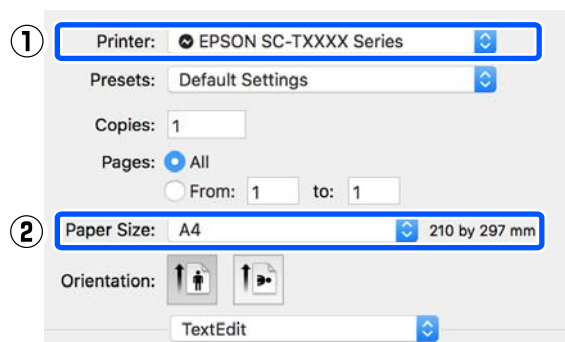 ① Printer: EPSON SC-TXXXX Series
Presets: Default Settings
Copies: 1
Pages: All
From: 1 to: 1
② Paper Size: A4 210 by 297 mm
Orientation:
TextEdit